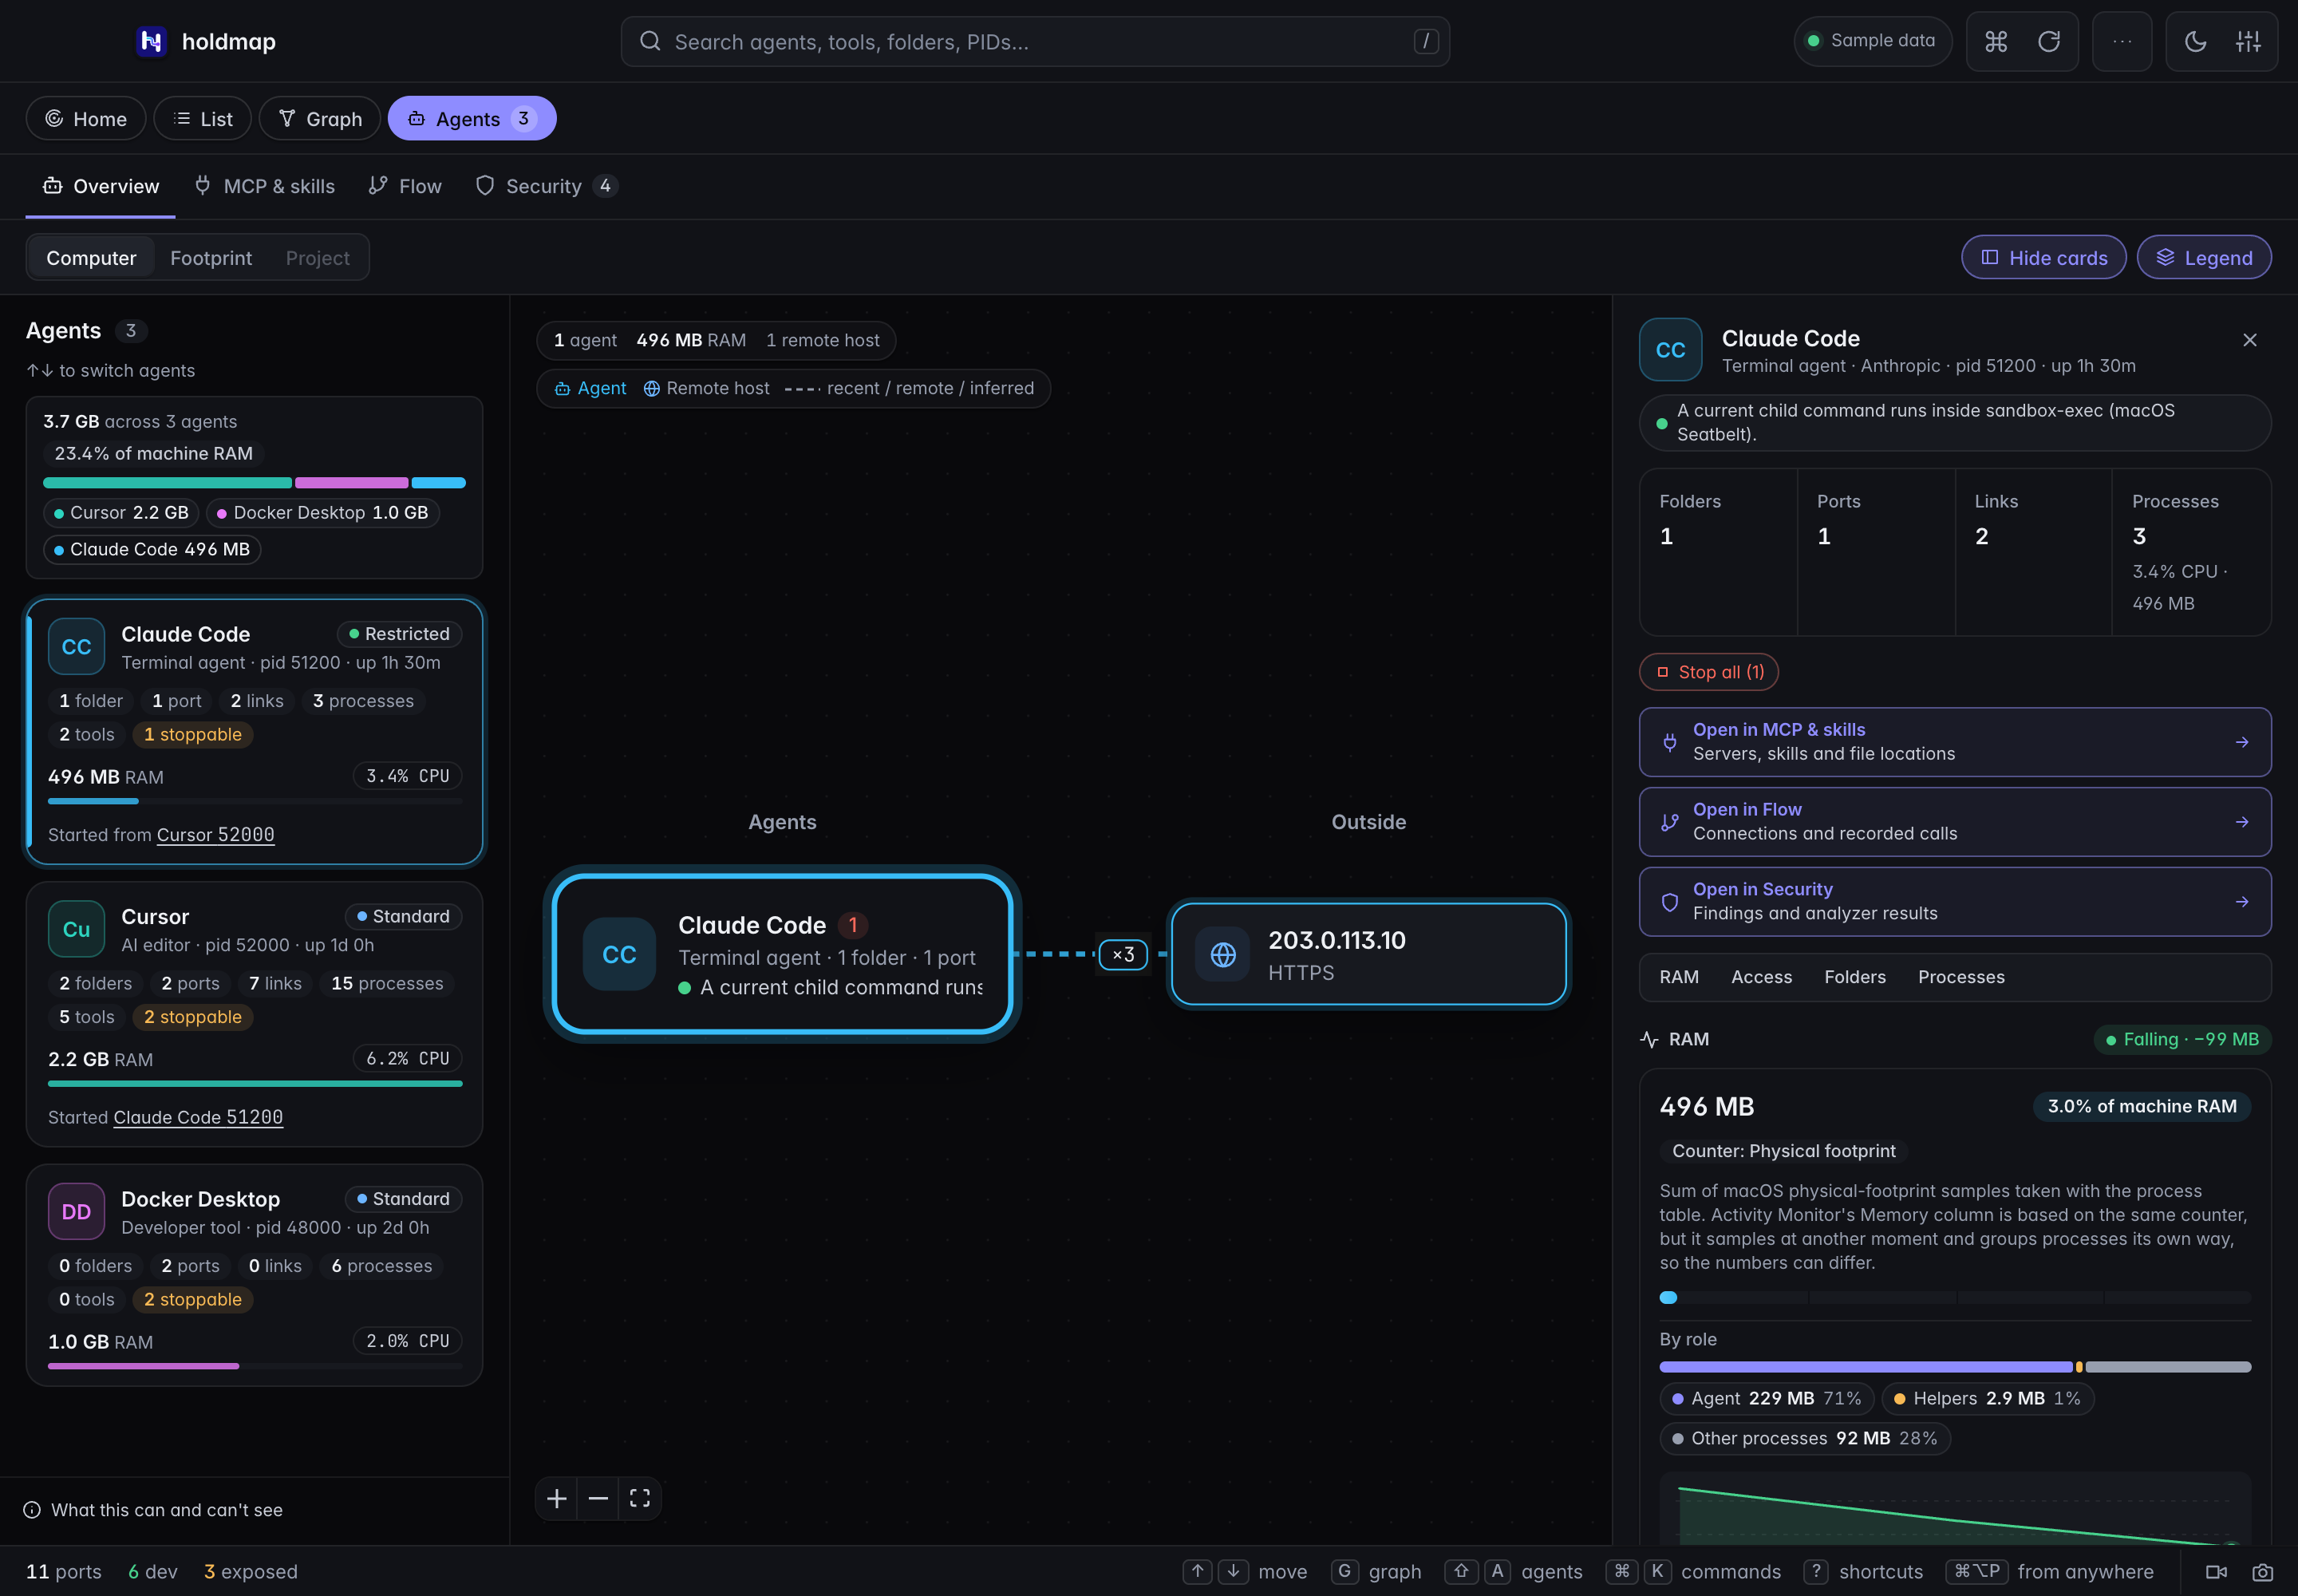 holdmap
Search agents, tools, folders, PIDs...
/
Sample data
Home
List
Graph
Agents 3
Overview
MCP & skills
Flow
Security 4
Computer
Footprint
Project
Hide cards
Legend
Agents 3
↑↓ to switch agents
3.7 GB across 3 agents
23.4% of machine RAM
Cursor 2.2 GB
Docker Desktop 1.0 GB
Claude Code 496 MB
CC
Claude Code
Restricted
Terminal agent · pid 51200 · up 1h 30m
1 folder
1 port
2 links
3 processes
2 tools
1 stoppable
496 MB RAM
3.4% CPU
Started from Cursor 52000
Cu
Cursor
Standard
AI editor · pid 52000 · up 1d 0h
2 folders
2 ports
7 links
15 processes
5 tools
2 stoppable
2.2 GB RAM
6.2% CPU
Started Claude Code 51200
DD
Docker Desktop
Standard
Developer tool · pid 48000 · up 2d 0h
0 folders
2 ports
0 links
6 processes
0 tools
2 stoppable
1.0 GB RAM
2.0% CPU
What this can and can't see
1 agent 496 MB RAM 1 remote host
Agent Remote host recent / remote / inferred
Agents
Outside
CC
Claude Code 1
Terminal agent · 1 folder · 1 port
A current child command runs
×3
203.0.113.10
HTTPS
CC
Claude Code
Terminal agent · Anthropic · pid 51200 · up 1h 30m
A current child command runs inside sandbox-exec (macOS
Seatbelt).
Folders
1
Ports
1
Links
2
Processes
3
3.4% CPU ·
496 MB
Stop all (1)
Open in MCP & skills
Servers, skills and file locations
Open in Flow
Connections and recorded calls
Open in Security
Findings and analyzer results
RAM
Access
Folders
Processes
RAM
Falling · −99 MB
496 MB
3.0% of machine RAM
Counter: Physical footprint
Sum of macOS physical-footprint samples taken with the process
table. Activity Monitor's Memory column is based on the same counter,
but it samples at another moment and groups processes its own way,
so the numbers can differ.
By role
Agent 229 MB 71%
Helpers 2.9 MB 1%
Other processes 92 MB 28%
11 ports
6 dev
3 exposed
↑ ↓ move
G graph
⇧ A agents
⌘ K commands
? shortcuts
⌘⌥P from anywhere